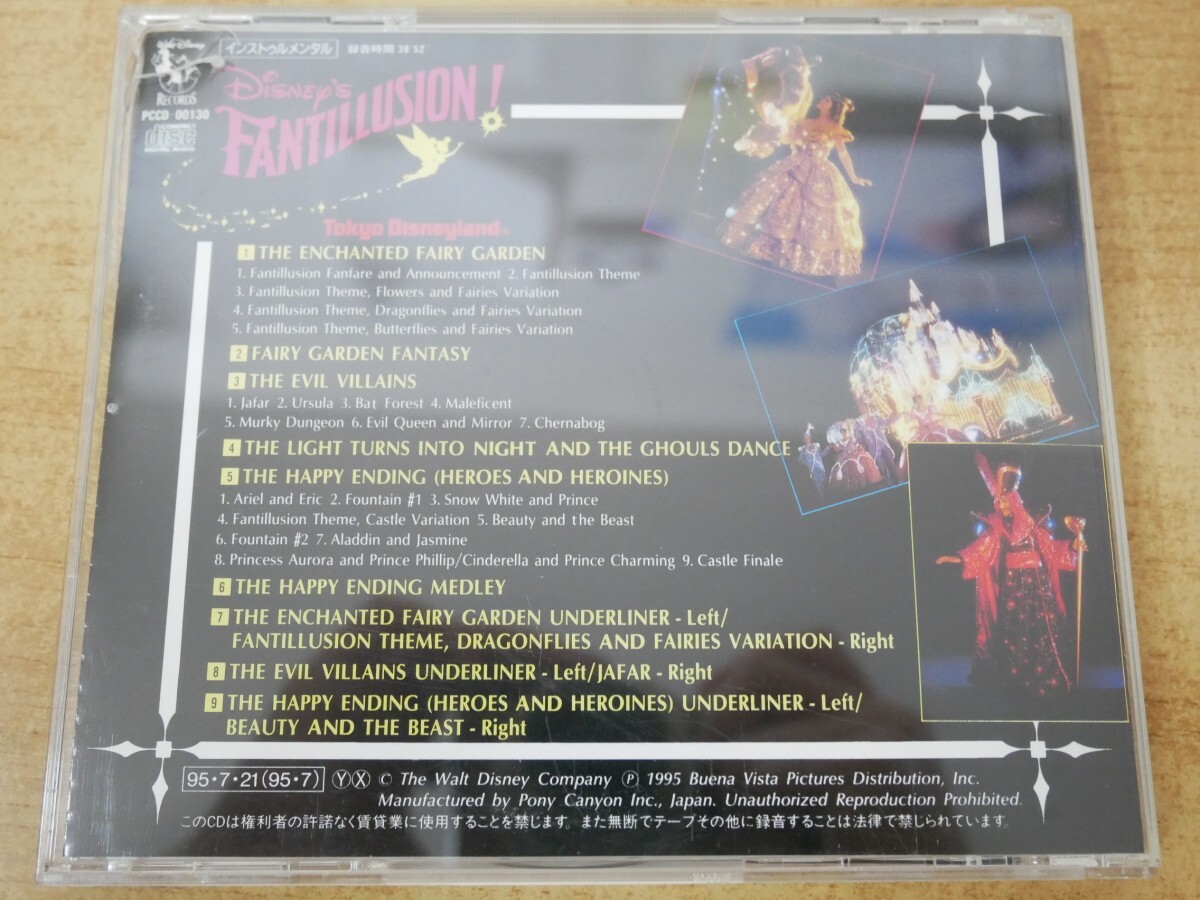 Walt Disney
RECORDS
PCCD 00130
COMPACT
disc
DIGITAL AUDIO
インストゥルメンタル 録音時間 38'52"
Disney's
FANTILLUSION!
Tokyo Disneyland®
1 THE ENCHANTED FAIRY GARDEN
1. Fantillusion Fanfare and Announcement 2. Fantillusion Theme
3. Fantillusion Theme, Flowers and Fairies Variation
4. Fantillusion Theme, Dragonflies and Fairies Variation
5. Fantillusion Theme, Butterflies and Fairies Variation
2 FAIRY GARDEN FANTASY
3 THE EVIL VILLAINS
1. Jafar 2. Ursula 3. Bat Forest 4. Maleficent
5. Murky Dungeon 6. Evil Queen and Mirror 7. Chernabog
4 THE LIGHT TURNS INTO NIGHT AND THE GHOULS DANCE
5 THE HAPPY ENDING (HEROES AND HEROINES)
1. Ariel and Eric 2. Fountain #1 3. Snow White and Prince
4. Fantillusion Theme, Castle Variation 5. Beauty and the Beast
6. Fountain #2 7. Aladdin and Jasmine
8. Princess Aurora and Prince Phillip/Cinderella and Prince Charming 9. Castle Finale
6 THE HAPPY ENDING MEDLEY
7 THE ENCHANTED FAIRY GARDEN UNDERLINER - Left/
FANTILLUSION THEME, DRAGONFLIES AND FAIRIES VARIATION - Right
8 THE EVIL VILLAINS UNDERLINER - Left/JAFAR - Right
9 THE HAPPY ENDING (HEROES AND HEROINES) UNDERLINER - Left/
BEAUTY AND THE BEAST - Right
95・7・21(95・7) Ⓨ Ⓧ © The Walt Disney Company Ⓟ 1995 Buena Vista Pictures Distribution, Inc.
Manufactured by Pony Canyon Inc., Japan. Unauthorized Reproduction Prohibited.
このCDは権利者の許諾なく賃貸業に使用することを禁じます。また無断でテープその他に録音することは法律で禁じられています。